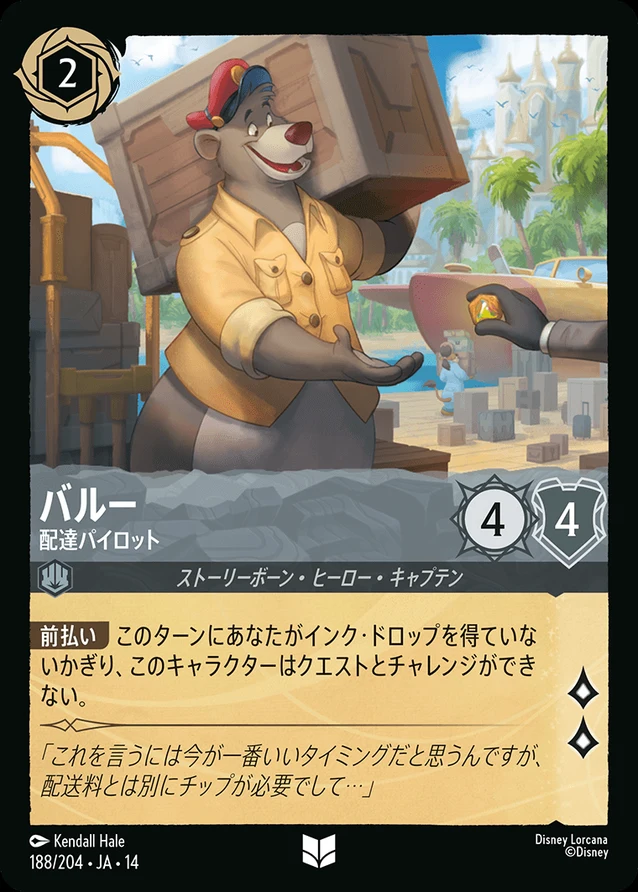 2
バルー
配達パイロット
4
4
ストーリーボーン・ヒーロー・キャプテン
前払い このターンにあなたがインク・ドロップを得ていな
いかぎり、このキャラクターはクエストとチャレンジができ
ない。
「これを言うには今が一番いいタイミングだと思うんですが、
配送料とは別にチップが必要でして…」
Kendall Hale
188/204・JA・14
Disney Lorcana
©Disney